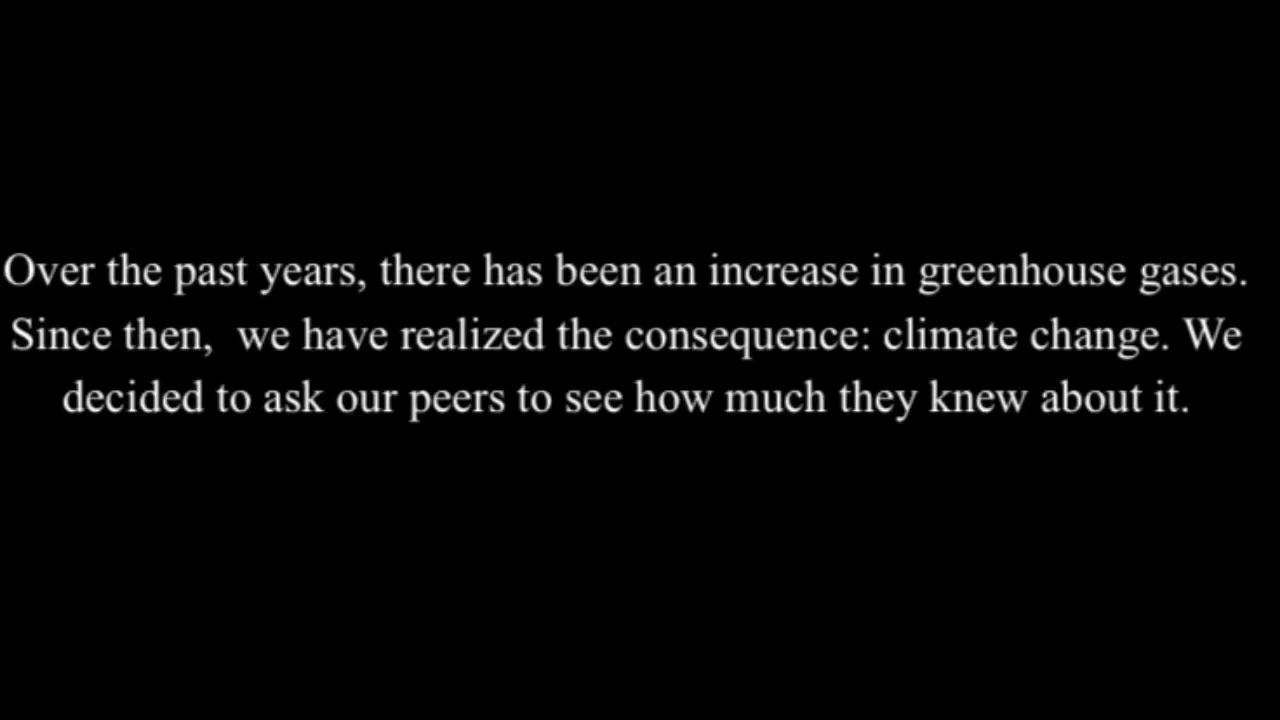 Over the past years, there has been an increase in greenhouse gases.
Since then,  we have realized the consequence: climate change. We
decided to ask our peers to see how much they knew about it.